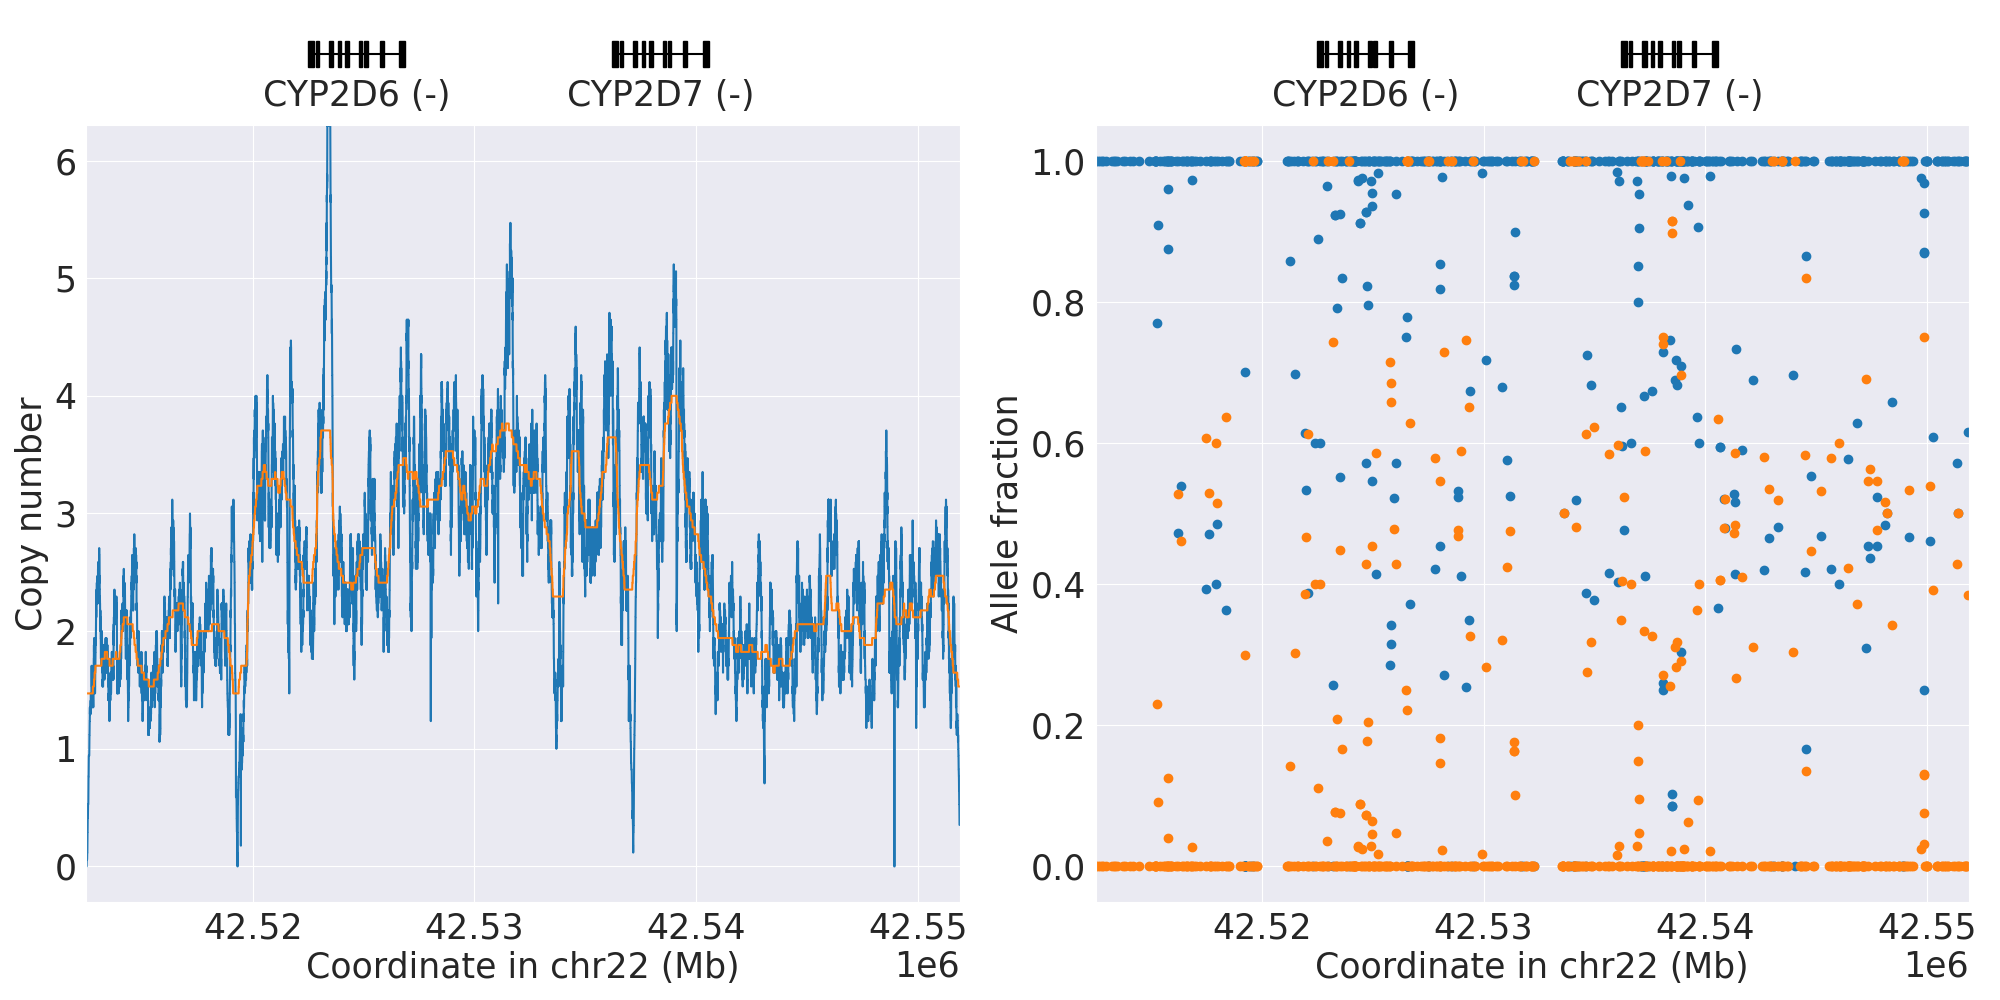 CYP2D6 (-)
CYP2D7 (-)
6
5
4
3
2
1
0
Copy number
42.52
42.53
42.54
42.55
Coordinate in chr22 (Mb)
1e6
CYP2D6 (-)
CYP2D7 (-)
1.0
0.8
0.6
0.4
0.2
0.0
Allele fraction
42.52
42.53
42.54
42.55
Coordinate in chr22 (Mb)
1e6